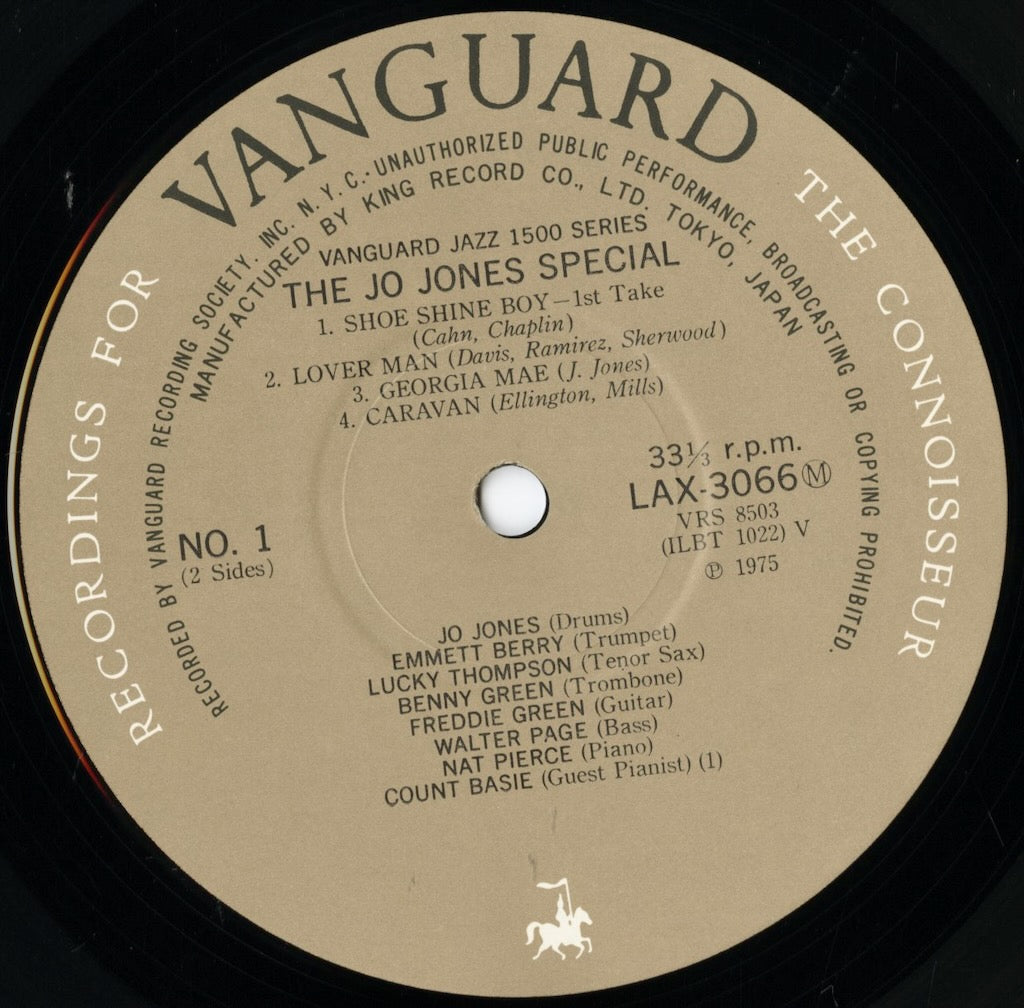 VANGUARD
RECORDINGS FOR THE CONNOISSEUR
RECORDED BY VANGUARD RECORDING SOCIETY. INC. N. Y. C.-UNAUTHORIZED PUBLIC PERFORMANCE, BROADCASTING OR COPYING PROHIBITED.
MANUFACTURED BY KING RECORD CO., LTD. TOKYO, JAPAN
VANGUARD JAZZ 1500 SERIES
THE JO JONES SPECIAL
1. SHOE SHINE BOY—1st Take
(Cahn, Chaplin)
2. LOVER MAN (Davis, Ramirez, Sherwood)
3. GEORGIA MAE (J. Jones)
4. CARAVAN (Ellington, Mills)
33⅓ r.p.m.
LAX-3066 Ⓜ
VRS 8503
(ILBT 1022) V
℗ 1975
NO. 1
(2 Sides)
JO JONES (Drums)
EMMETT BERRY (Trumpet)
LUCKY THOMPSON (Tenor Sax)
BENNY GREEN (Trombone)
FREDDIE GREEN (Guitar)
WALTER PAGE (Bass)
NAT PIERCE (Piano)
COUNT BASIE (Guest Pianist) (1)